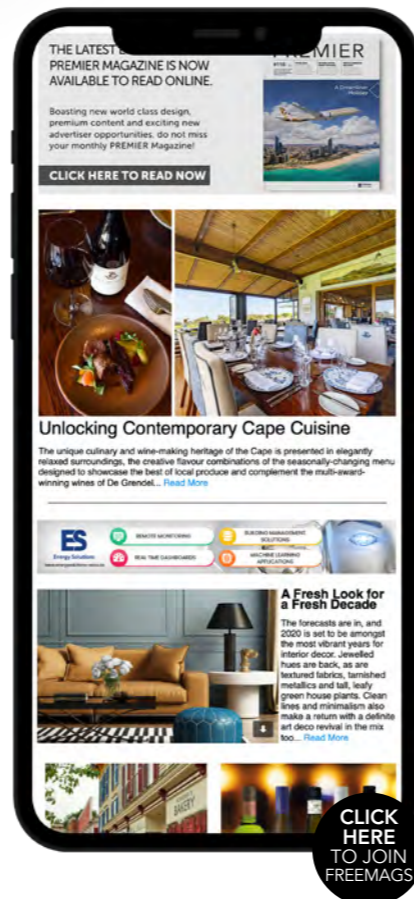 THE LATEST
PREMIER MAGAZINE IS NOW
AVAILABLE TO READ ONLINE.
Boasting new world class design,
premium content and exciting new
advertiser opportunities, do not miss
your monthly PREMIER Magazine!
CLICK HERE TO READ NOW
PREMIER
Unlocking Contemporary Cape Cuisine
The unique culinary and wine-making heritage of the Cape is presented in elegantly
relaxed surroundings, the creative flavour combinations of the seasonally-changing menu
designed to showcase the best of local produce and complement the multi-award-
winning wines of De Grendel... Read More
ES
Energy Solutions
REMOTE MONITORING
REAL TIME DASHBOARDS
BUILDING MANAGEMENT
SOLUTIONS
MACHINE LEARNING
APPLICATIONS
A Fresh Look for
a Fresh Decade
The forecasts are in, and
2020 is set to be amongst
the most vibrant years for
interior decor. Jewelled
hues are back, as are
textured fabrics, tarnished
metallics and tall, leafy
green house plants. Clean
lines and minimalism also
make a return with a definite
art deco revival in the mix
too... Read More
BAKERY
CLICK
HERE
TO JOIN
FREEMAGS